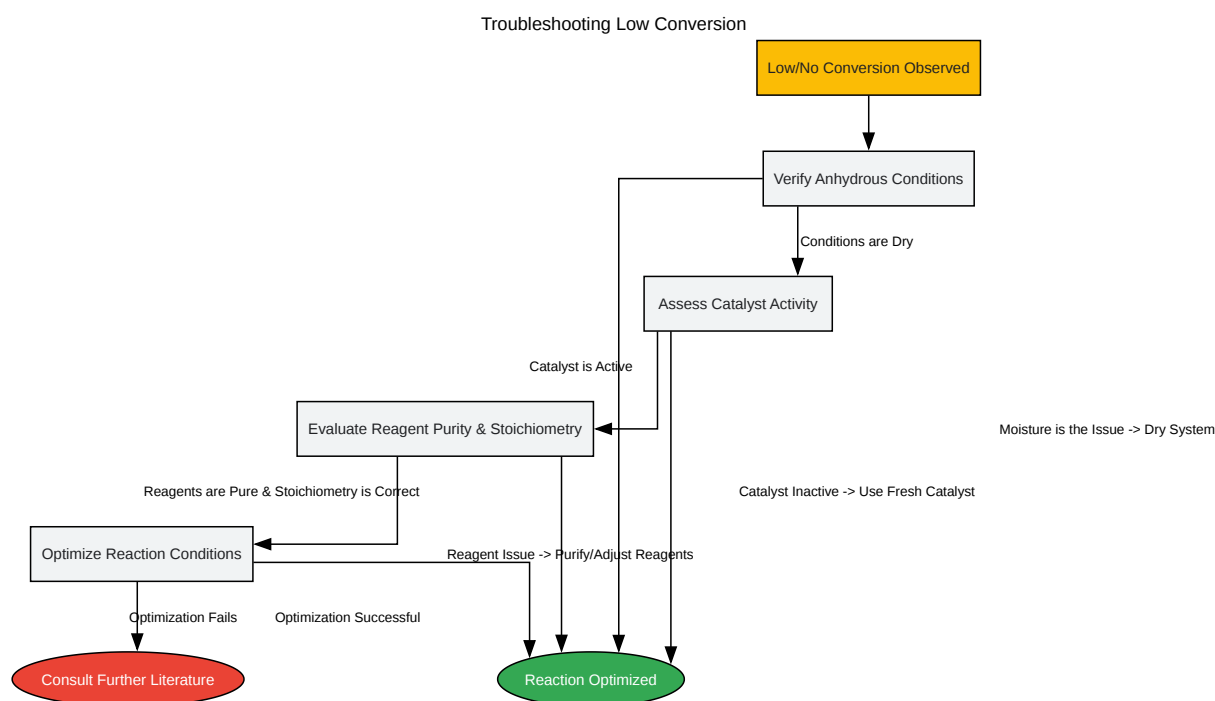 Troubleshooting Low Conversion
Low/No Conversion Observed
Verify Anhydrous Conditions
Conditions are Dry
Assess Catalyst Activity
Catalyst is Active
Evaluate Reagent Purity & Stoichiometry
Moisture is the Issue -> Dry System
Reagents are Pure & Stoichiometry is Correct
Catalyst Inactive -> Use Fresh Catalyst
Optimize Reaction Conditions
Reagent Issue -> Purify/Adjust Reagents
Optimization Fails
Optimization Successful
Consult Further Literature
Reaction Optimized